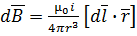 dB̅ = μ₀i / 4πr³ [dl̅ · r̅]